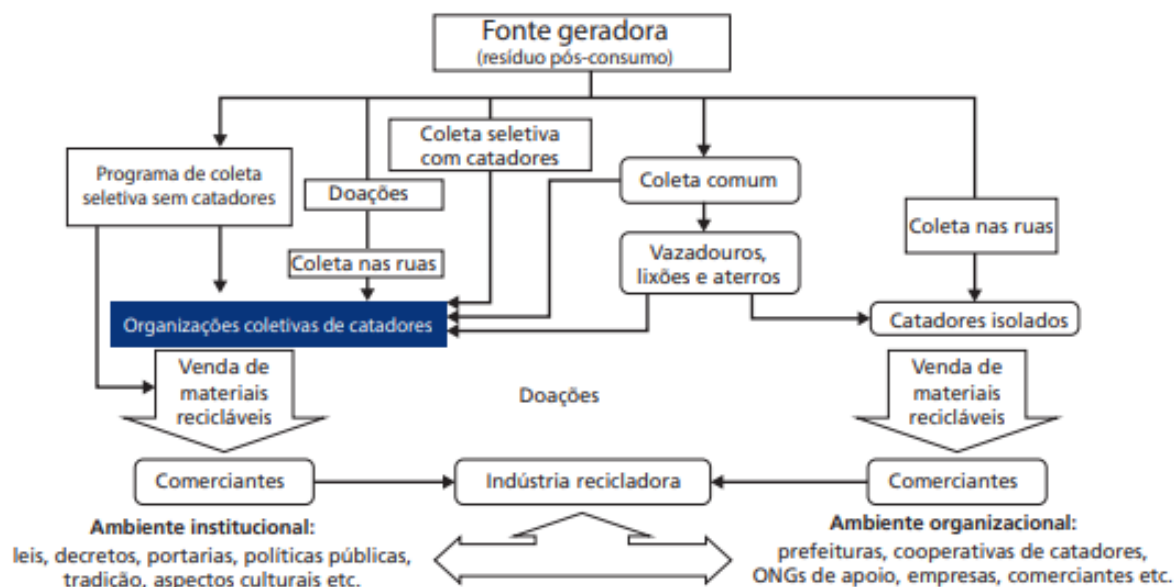 Fonte geradora
(resíduo pós-consumo)
Coleta seletiva
com catadores
Programa de coleta
seletiva sem catadores
Doações
Coleta comum
Coleta nas ruas
Coleta nas ruas
Vazadouros,
lixões e aterros
Organizações coletivas de catadores
Catadores isolados
Venda de
materiais
recicláveis
Doações
Venda de
materiais
recicláveis
Comerciantes
Indústria recicladora
Comerciantes
Ambiente institucional:
leis, decretos, portarias, políticas públicas,
tradição, aspectos culturais etc.
Ambiente organizacional:
prefeituras, cooperativas de catadores,
ONGs de apoio, empresas, comerciantes etc.